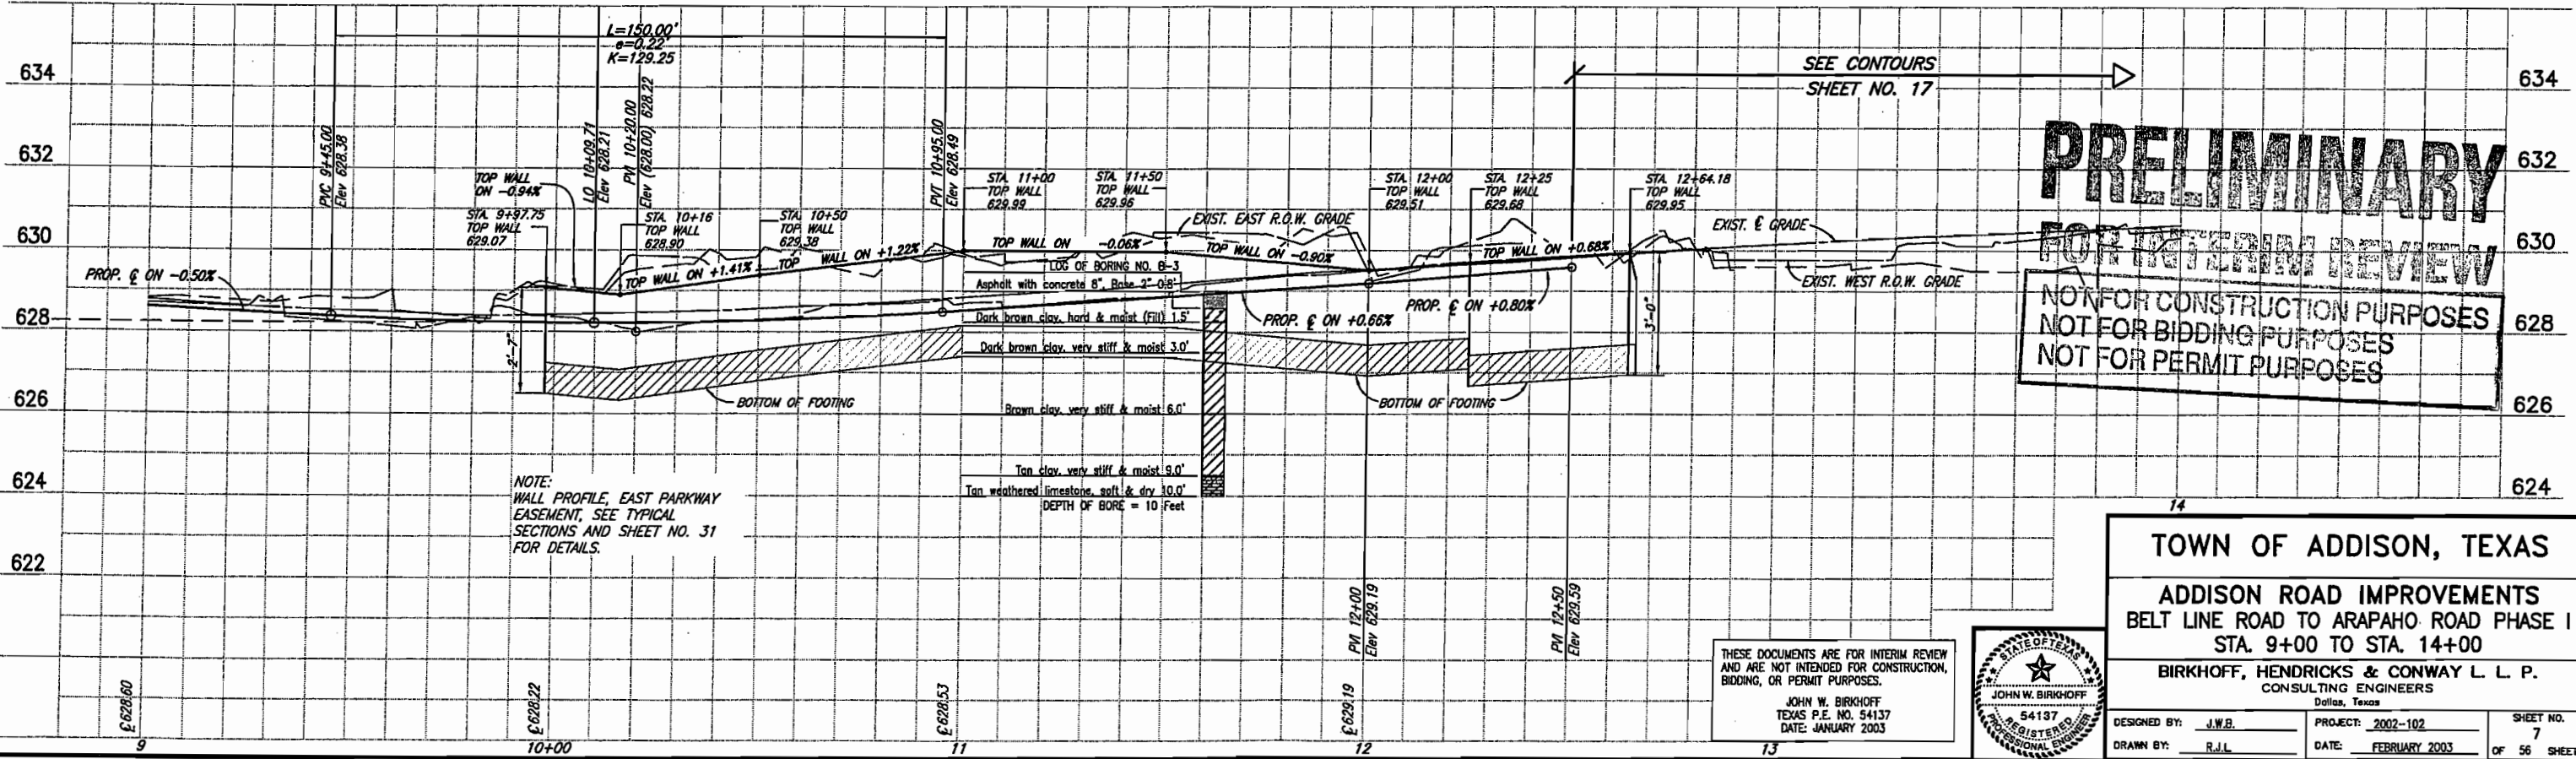 L=150.00'
e=0.22'
K=129.25
634
632
630
628
626
624
622
634
632
630
628
626
624
PVC 9+45.00
Elev 628.38
LO 10+09.71
Elev 628.21
PVI 10+20.00
Elev (628.00) 628.22
PVT 10+95.00
Elev 628.49
SEE CONTOURS
SHEET NO. 17
TOP WALL
ON -0.94%
STA. 9+97.75
TOP WALL
629.07
STA. 10+16
TOP WALL
628.90
STA. 10+50
TOP WALL
629.38
STA. 11+00
TOP WALL
629.99
STA. 11+50
TOP WALL
629.96
STA. 12+00
TOP WALL
629.51
STA. 12+25
TOP WALL
629.68
STA. 12+64.18
TOP WALL
629.95
PROP. ℄ ON -0.50%
TOP WALL ON +1.41%
TOP WALL ON +1.22%
TOP WALL ON -0.06%
EXIST. EAST R.O.W. GRADE
TOP WALL ON -0.90%
TOP WALL ON +0.68%
EXIST. ℄ GRADE
EXIST. WEST R.O.W. GRADE
PROP. ℄ ON +0.66%
PROP. ℄ ON +0.80%
2'-7"
3'-0"
BOTTOM OF FOOTING
BOTTOM OF FOOTING
LOG OF BORING NO. B-3
Asphalt with concrete 8", Base 2" 0.8'
Dark brown clay, hard & moist (Fill) 1.5'
Dark brown clay, very stiff & moist 3.0'
Brown clay, very stiff & moist 6.0'
Tan clay, very stiff & moist 9.0'
Tan weathered limestone, soft & dry 10.0'
DEPTH OF BORE = 10 Feet
NOTE:
WALL PROFILE, EAST PARKWAY
EASEMENT, SEE TYPICAL
SECTIONS AND SHEET NO. 31
FOR DETAILS.
PRELIMINARY
FOR INTERIM REVIEW
NOT FOR CONSTRUCTION PURPOSES
NOT FOR BIDDING PURPOSES
NOT FOR PERMIT PURPOSES
PVI 12+00
Elev 629.19
PVI 12+50
Elev 629.59
℄628.60
℄628.22
℄628.53
℄629.19
9
10+00
11
12
13
14
THESE DOCUMENTS ARE FOR INTERIM REVIEW
AND ARE NOT INTENDED FOR CONSTRUCTION,
BIDDING, OR PERMIT PURPOSES.
JOHN W. BIRKHOFF
TEXAS P.E. NO. 54137
DATE: JANUARY 2003
STATE OF TEXAS
JOHN W. BIRKHOFF
54137
REGISTERED
PROFESSIONAL ENGINEER
TOWN OF ADDISON, TEXAS
ADDISON ROAD IMPROVEMENTS
BELT LINE ROAD TO ARAPAHO ROAD PHASE I
STA. 9+00 TO STA. 14+00
BIRKHOFF, HENDRICKS & CONWAY L. L. P.
CONSULTING ENGINEERS
Dallas, Texas
DESIGNED BY: J.W.B.
PROJECT: 2002-102
SHEET NO.
7
DRAWN BY: R.J.L
DATE: FEBRUARY 2003
OF 56 SHEET